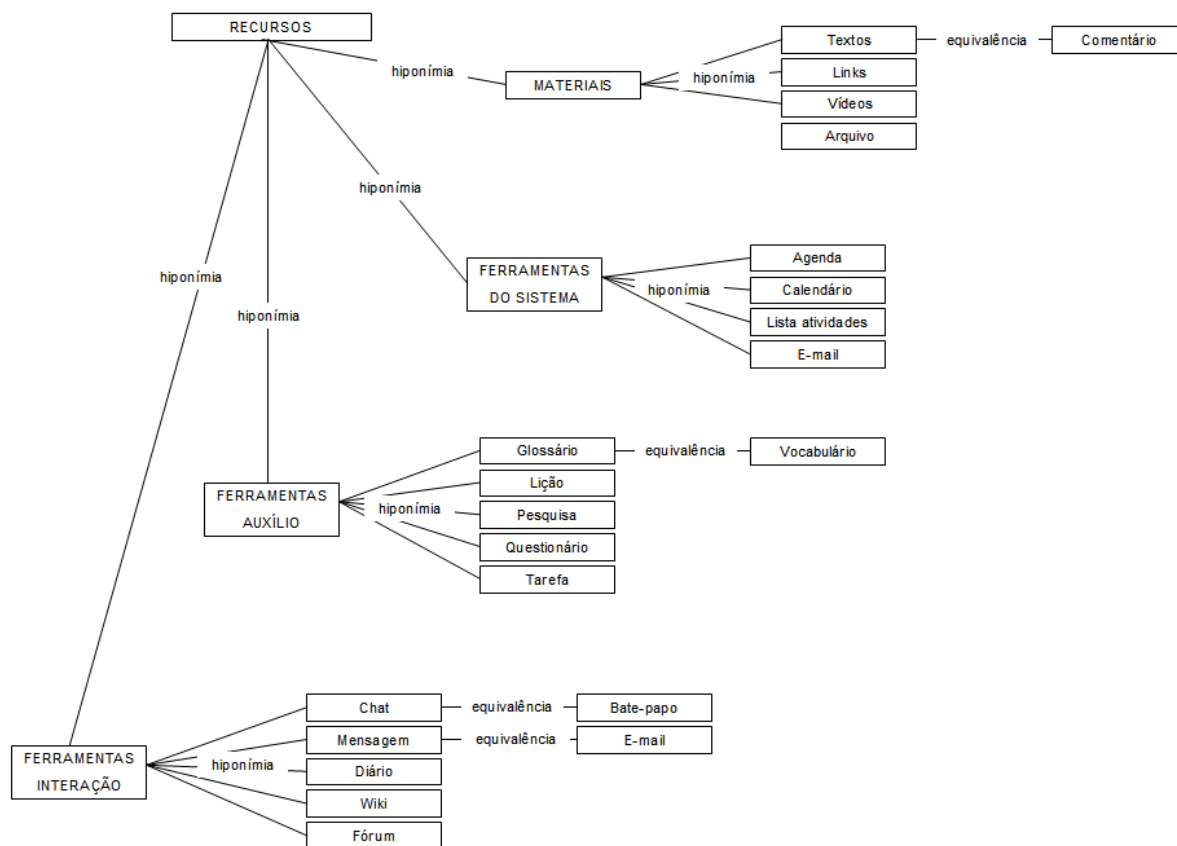 RECURSOS
hiponímia
MATERIAIS
hiponímia
Textos
equivalência
Comentário
Links
Vídeos
Arquivo
hiponímia
FERRAMENTAS
DO SISTEMA
hiponímia
Agenda
Calendário
Lista atividades
E-mail
hiponímia
FERRAMENTAS
AUXÍLIO
hiponímia
Glossário
equivalência
Vocabulário
Lição
Pesquisa
Questionário
Tarefa
hiponímia
FERRAMENTAS
INTERAÇÃO
hiponímia
Chat
equivalência
Bate-papo
Mensagem
equivalência
E-mail
Diário
Wiki
Fórum